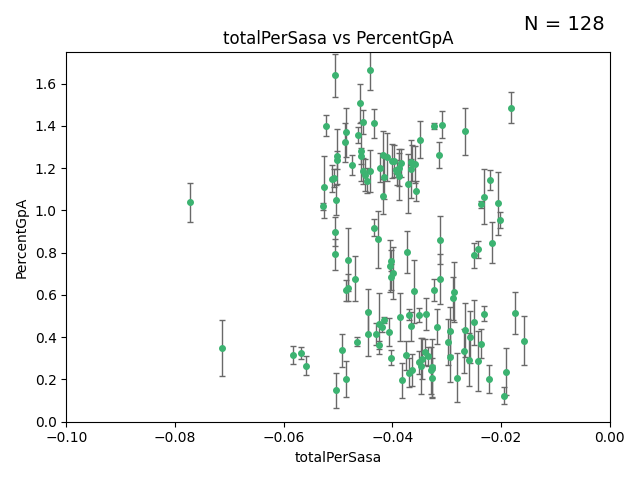 N = 128
totalPerSasa vs PercentGpA
PercentGpA
1.6
1.4
1.2
1.0
0.8
0.6
0.4
0.2
0.0
−0.10 −0.08 −0.06 −0.04 −0.02 0.00
totalPerSasa